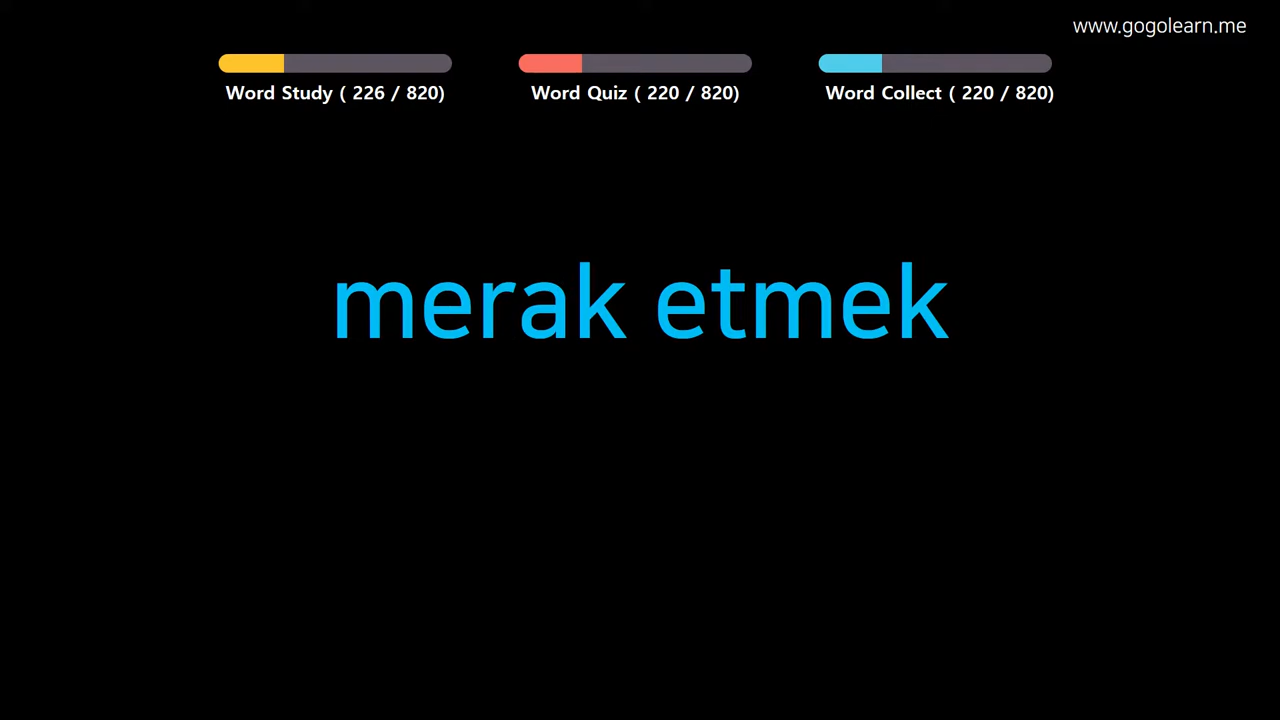 www.gogolearn.me
Word Study ( 226 / 820)
Word Quiz ( 220 / 820)
Word Collect ( 220 / 820)
merak etmek